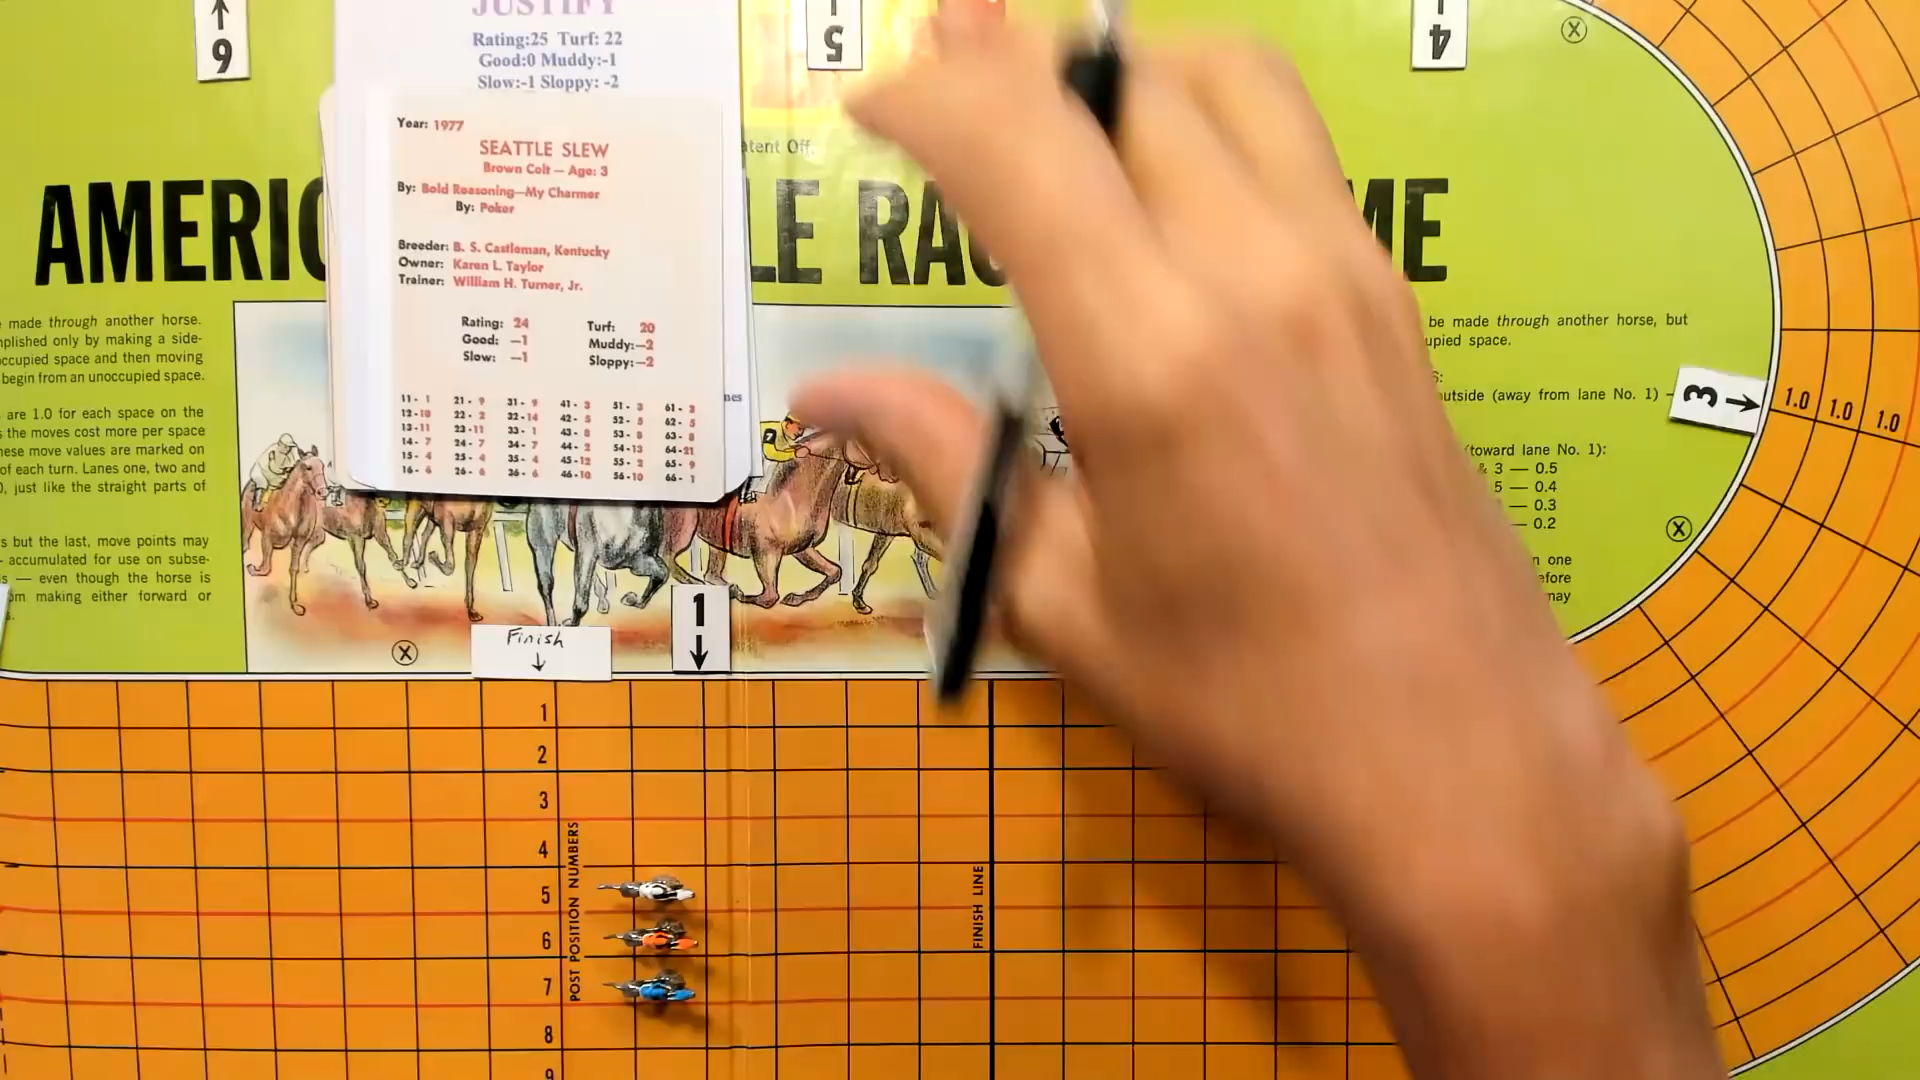 6
JUSTIFY
Rating:25 Turf: 22
Good:0 Muddy:-1
Slow:-1 Sloppy: -2
5
4
Year: 1977
SEATTLE SLEW
Brown Colt — Age: 3
By: Bold Reasoning—My Charmer
By: Poker
Breeder: B. S. Castleman, Kentucky
Owner: Karen L. Taylor
Trainer: William H. Turner, Jr.
Rating: 24 Turf: 20
Good: —1 Muddy:—2
Slow: —1 Sloppy:—2
11- 1 21- 9 31- 9 41- 3 51- 3 61- 3
12-18 22- 2 32-14 42- 5 52- 5 62- 5
13-11 23-11 33- 1 43- 8 53- 8 63- 8
14- 7 24- 7 34- 7 44- 2 54-13 64-21
15- 4 25- 4 35- 4 45-12 55- 2 65- 9
16- 6 26- 6 36- 6 46-10 56-10 66- 1
tent Off.
AMERIC LE RAC ME
made through another horse.
mplished only by making a side-
occupied space and then moving
begin from an unoccupied space.
are 1.0 for each space on the
the moves cost more per space
hese move values are marked on
of each turn. Lanes one, two and
0, just like the straight parts of
s but the last, move points may
accumulated for use on subse-
s — even though the horse is
om making either forward or
be made through another horse, but
upied space.
S:
outside (away from lane No. 1) —
(toward lane No. 1):
& 3 — 0.5
5 — 0.4
— 0.3
— 0.2
n one
efore
may
3 →
1.0 1.0 1.0
X
X
X
7
Finish
↓
1
↓
1
2
3
4
5
6
7
8
9
POST POSITION NUMBERS
FINISH LINE